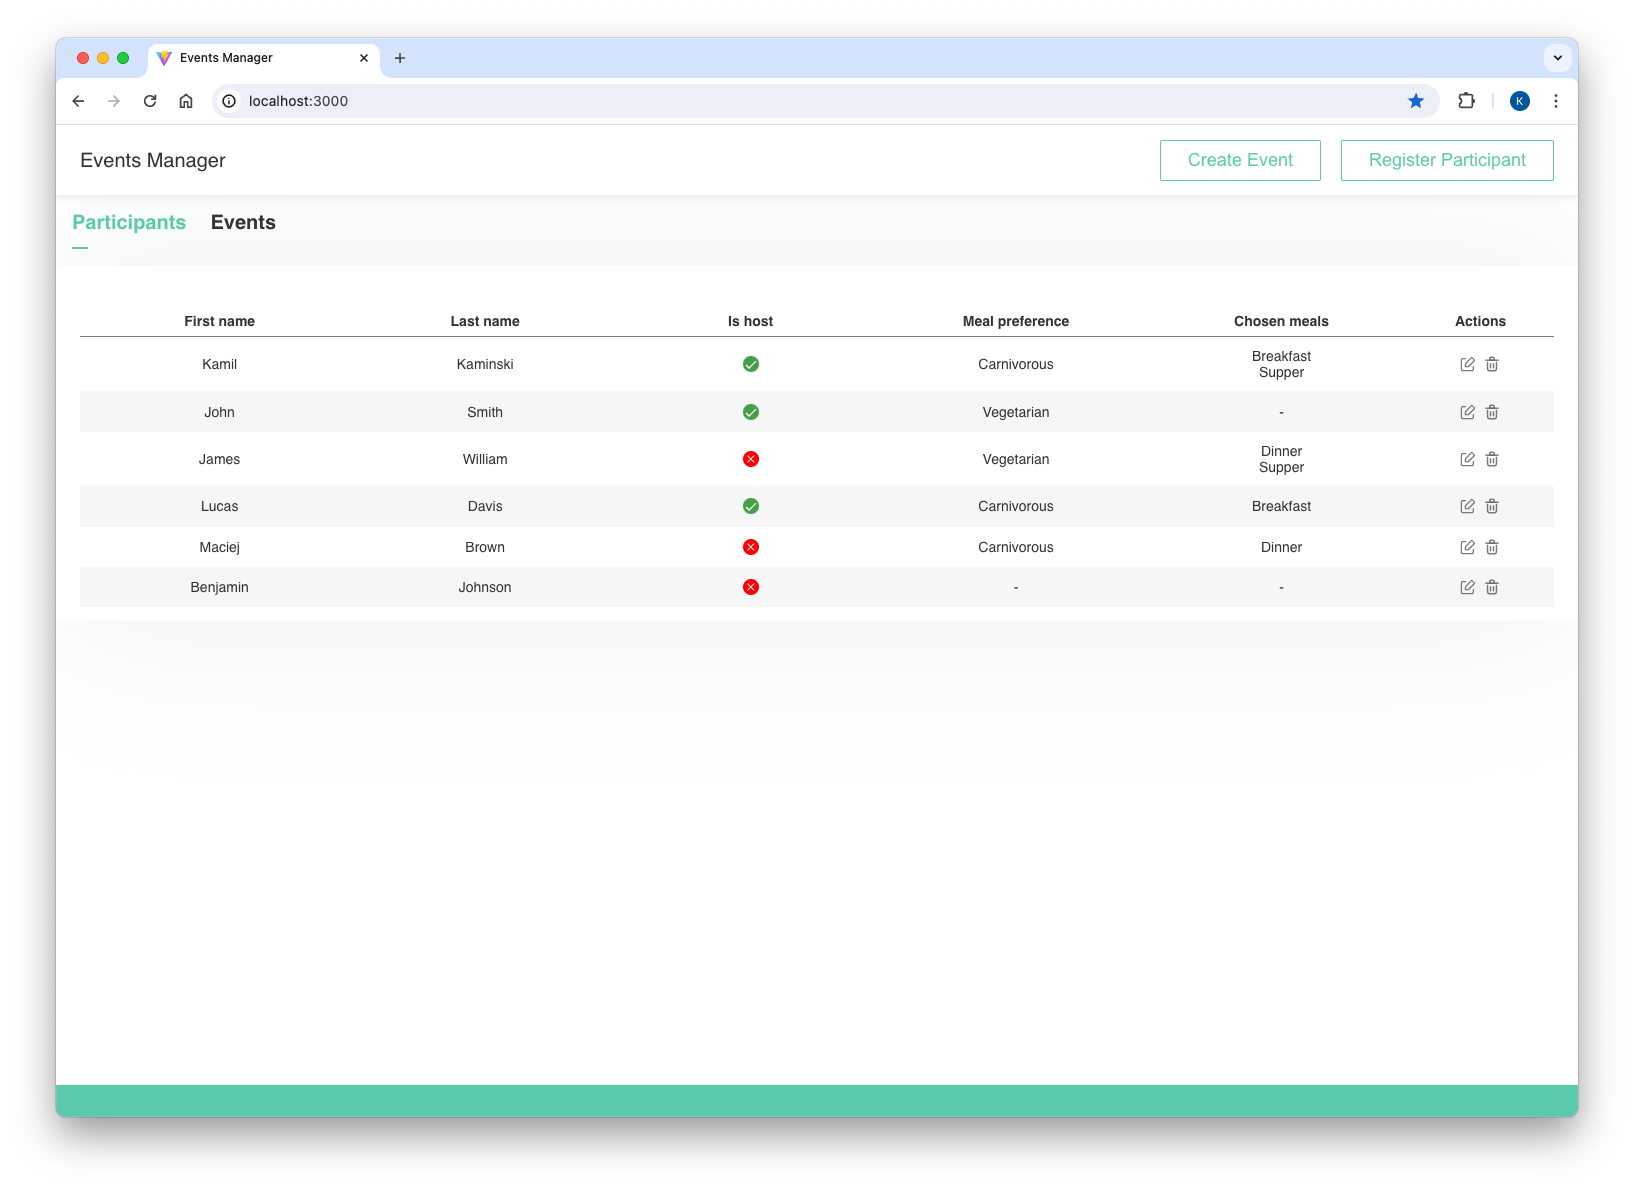 Events Manager
localhost:3000
K
Events Manager
Create Event
Register Participant
Participants
Events
First name Last name Is host Meal preference Chosen meals Actions
Kamil Kaminski Carnivorous Breakfast
Supper
John Smith Vegetarian -
James William Vegetarian Dinner
Supper
Lucas Davis Carnivorous Breakfast
Maciej Brown Carnivorous Dinner
Benjamin Johnson - -